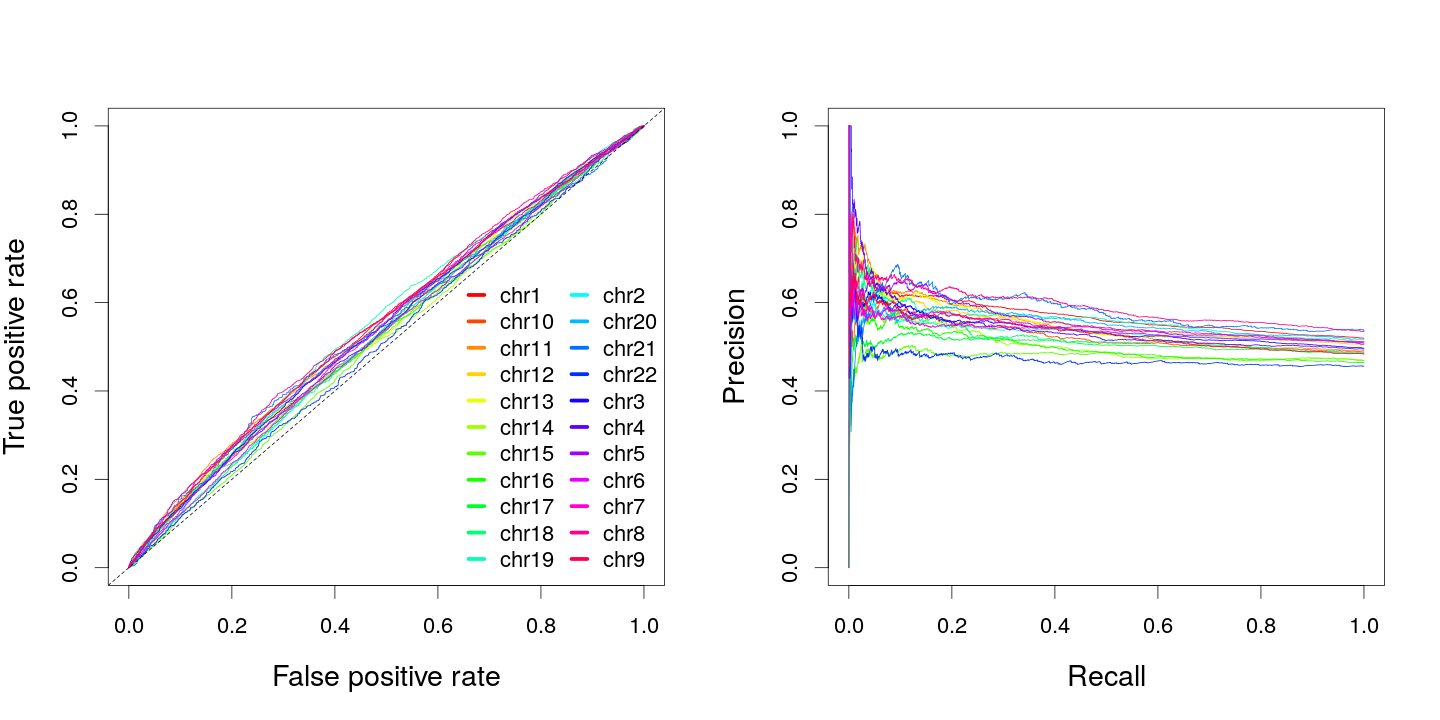 True positive rate
1.0
0.8
0.6
0.4
0.2
0.0
chr1 chr2
chr10 chr20
chr11 chr21
chr12 chr22
chr13 chr3
chr14 chr4
chr15 chr5
chr16 chr6
chr17 chr7
chr18 chr8
chr19 chr9
0.0 0.2 0.4 0.6 0.8 1.0
False positive rate
Precision
1.0
0.8
0.6
0.4
0.2
0.0
0.0 0.2 0.4 0.6 0.8 1.0
Recall